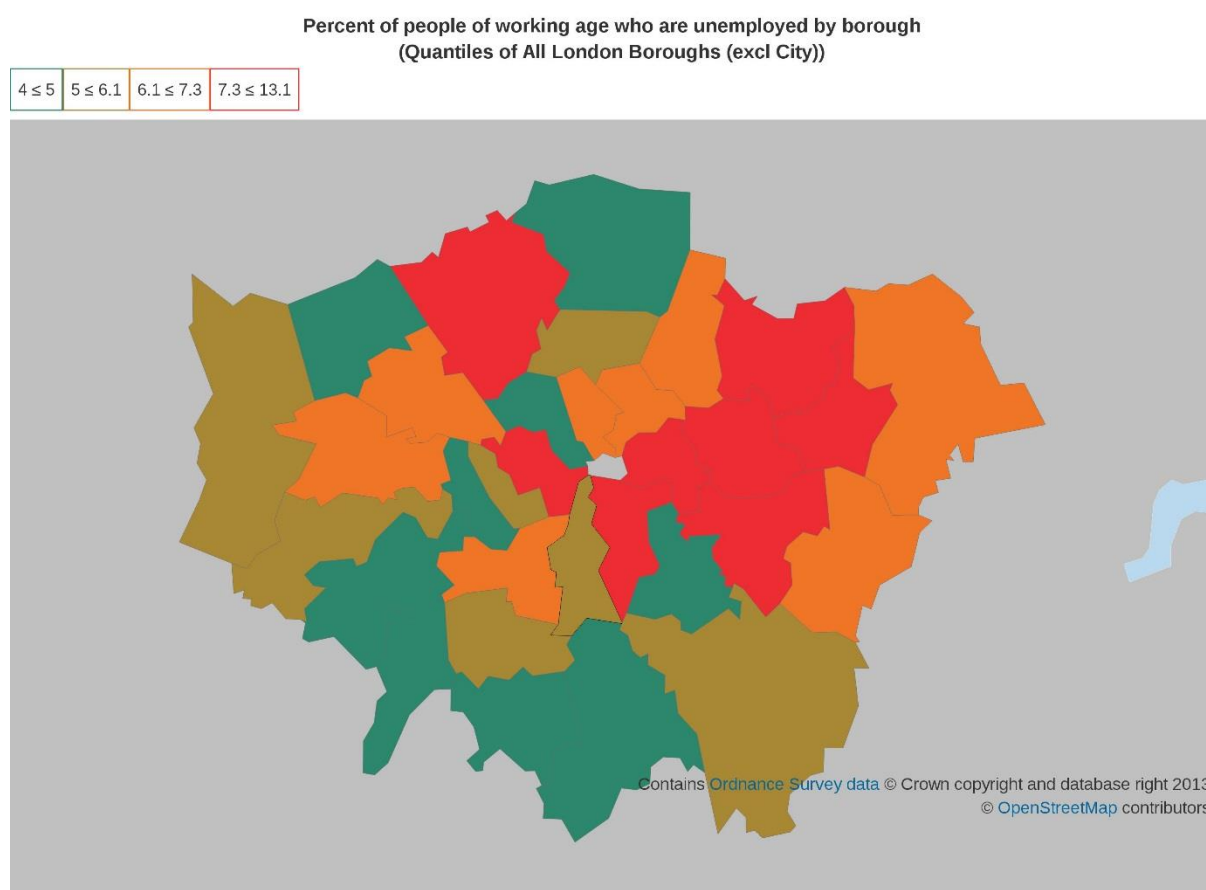 Percent of people of working age who are unemployed by borough
(Quantiles of All London Boroughs (excl City))
4 ≤ 5 5 ≤ 6.1 6.1 ≤ 7.3 7.3 ≤ 13.1
Contains Ordnance Survey data © Crown copyright and database right 2013
© OpenStreetMap contributors